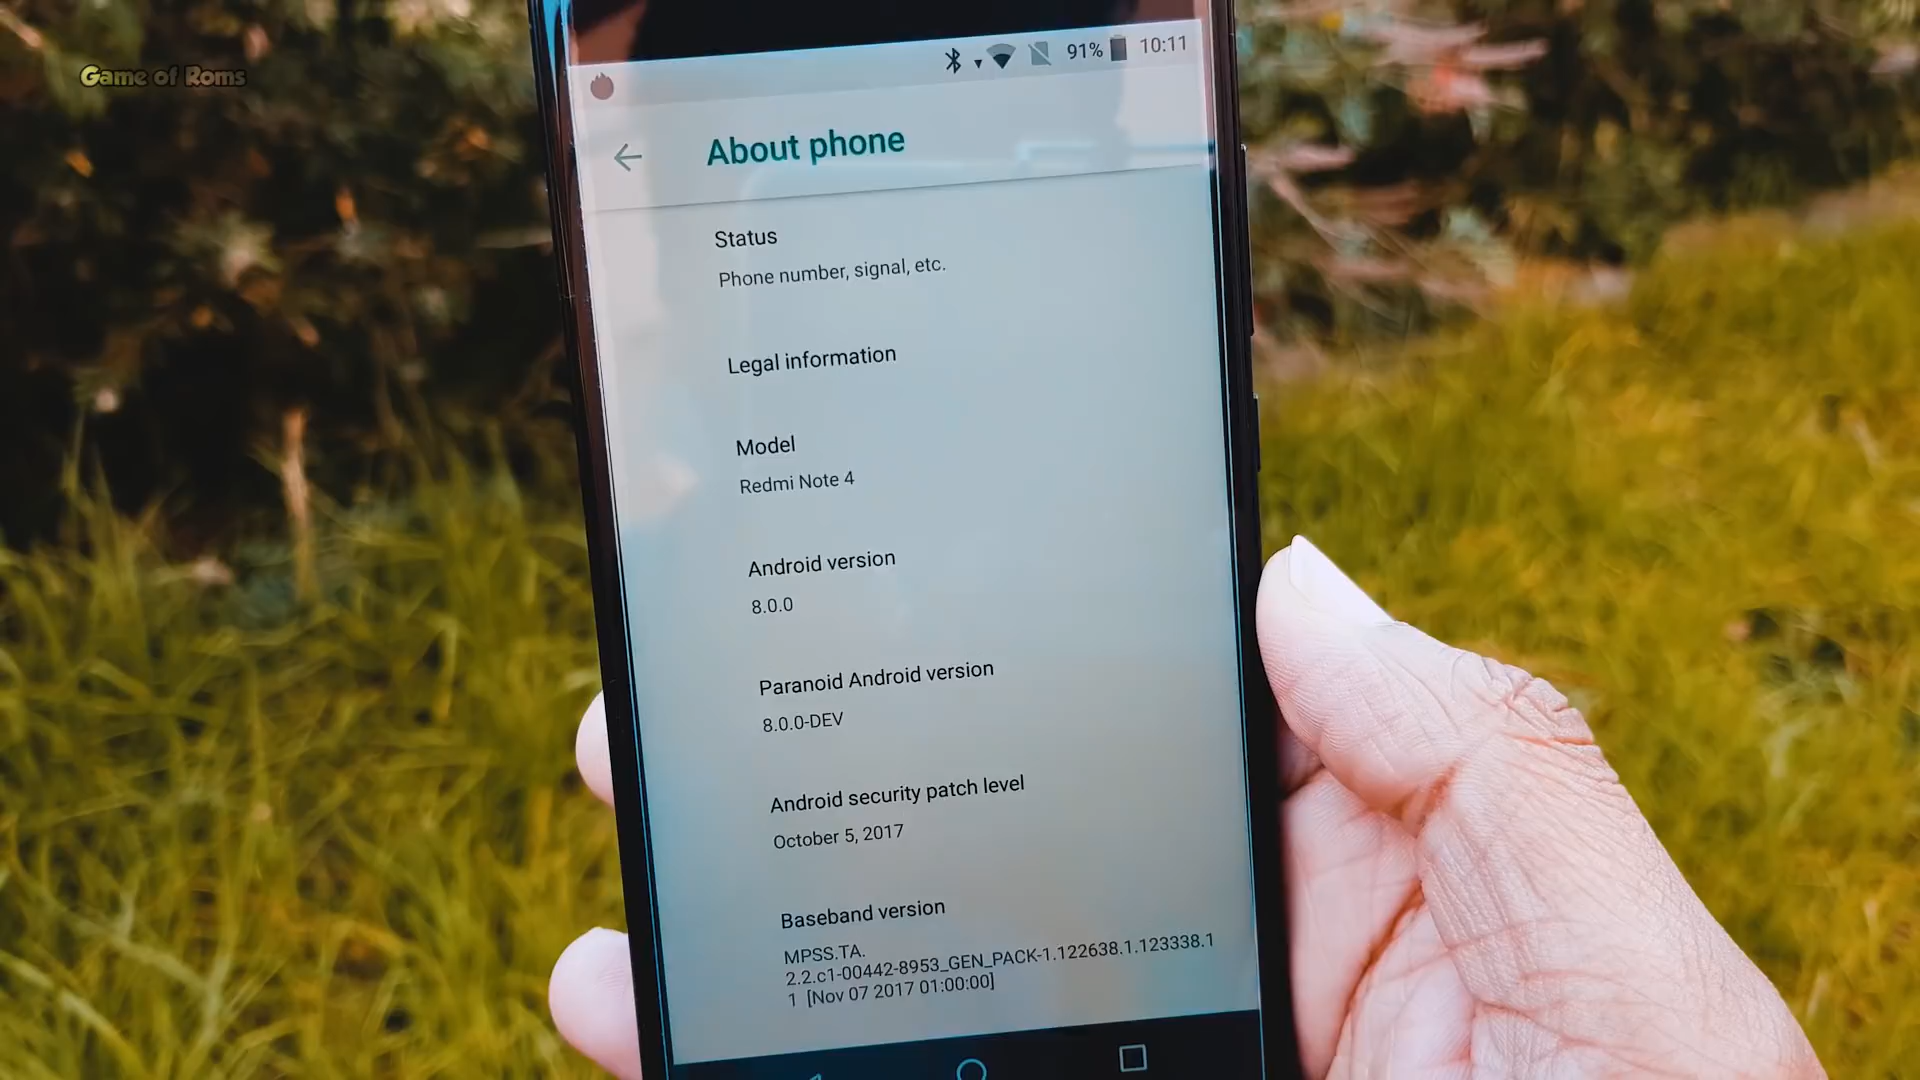 Game of Roms
91% 10:11
About phone
Status
Phone number, signal, etc.
Legal information
Model
Redmi Note 4
Android version
8.0.0
Paranoid Android version
8.0.0-DEV
Android security patch level
October 5, 2017
Baseband version
MPSS.TA.
2.2.c1-00442-8953_GEN_PACK-1.122638.1.123338.1
1 [Nov 07 2017 01:00:00]